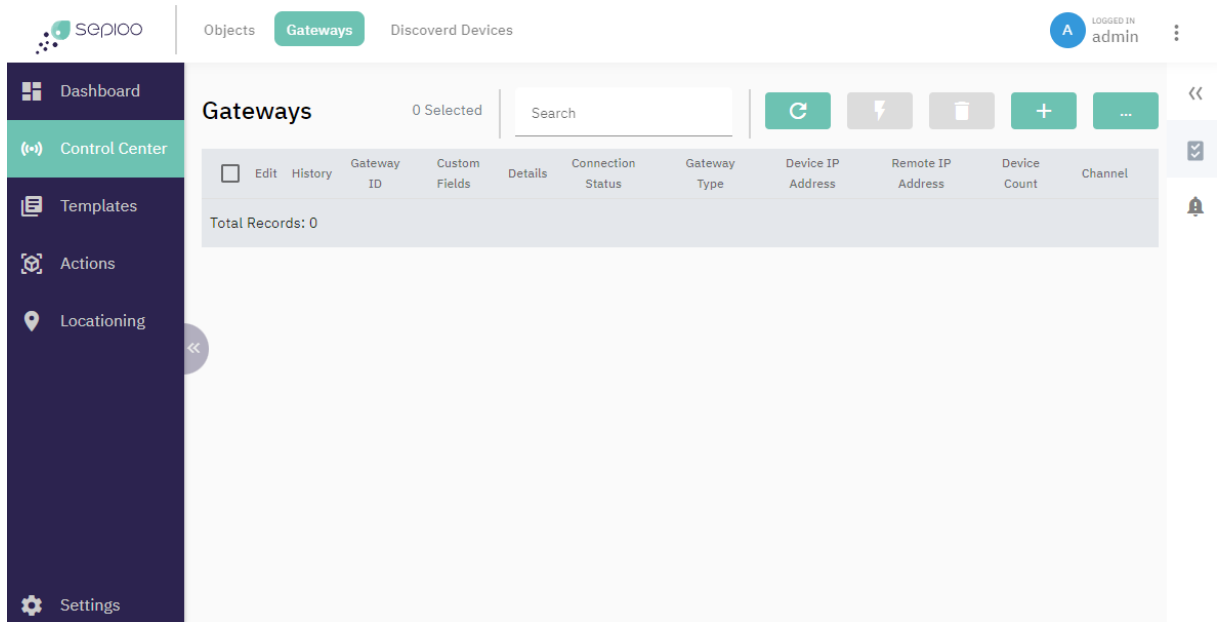 sepioo
Objects Gateways Discoverd Devices
A
LOGGED IN
admin
Dashboard
Control Center
Templates
Actions
Locationing
Settings
Gateways 0 Selected Search
...
Edit History Gateway ID Custom Fields Details Connection Status Gateway Type Device IP Address Remote IP Address Device Count Channel
Total Records: 0